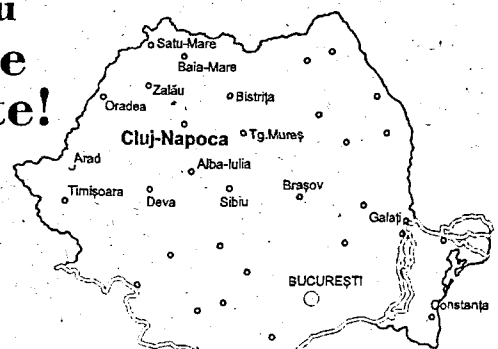 u
e
te!
Satu-Mare
Baia-Mare
Zalău
Oradea
Bistrița
Cluj-Napoca
Tg.Mureș
Arad
Alba-Iulia
Timișoara
Deva
Sibiu
Brașov
Galați
BUCUREȘTI
Constanța